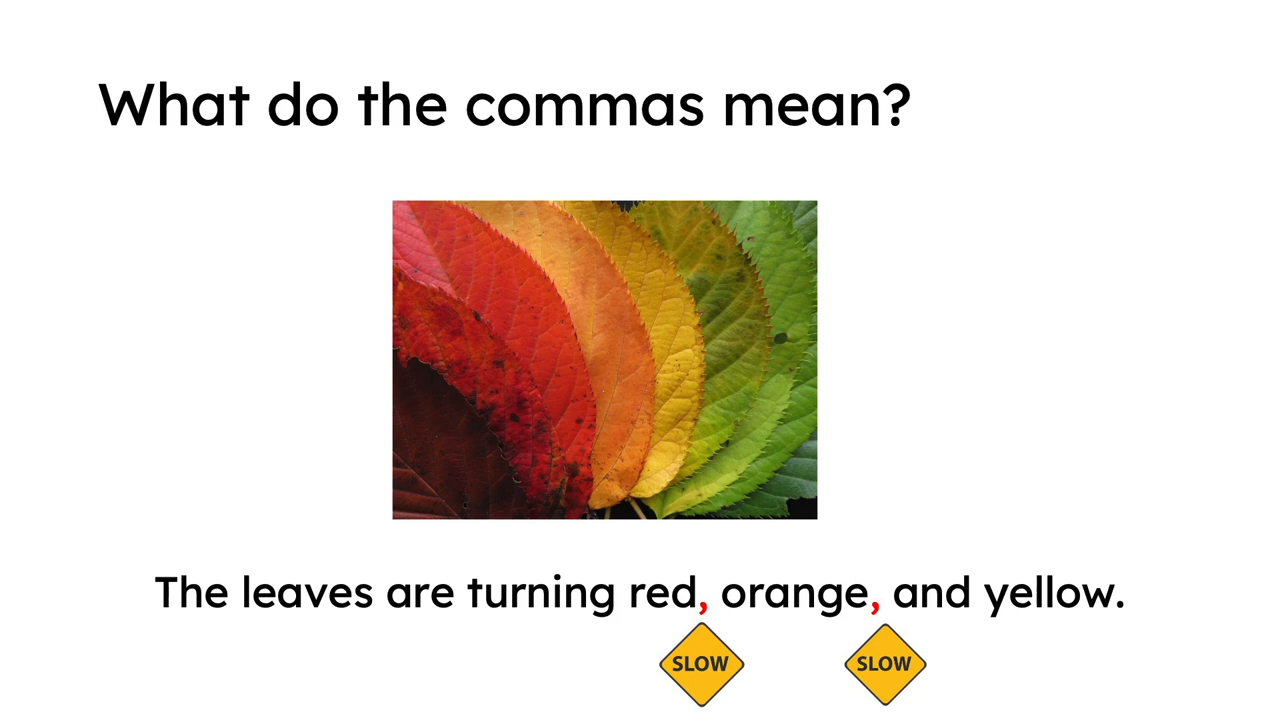 What do the commas mean?
The leaves are turning red, orange, and yellow.
SLOW SLOW